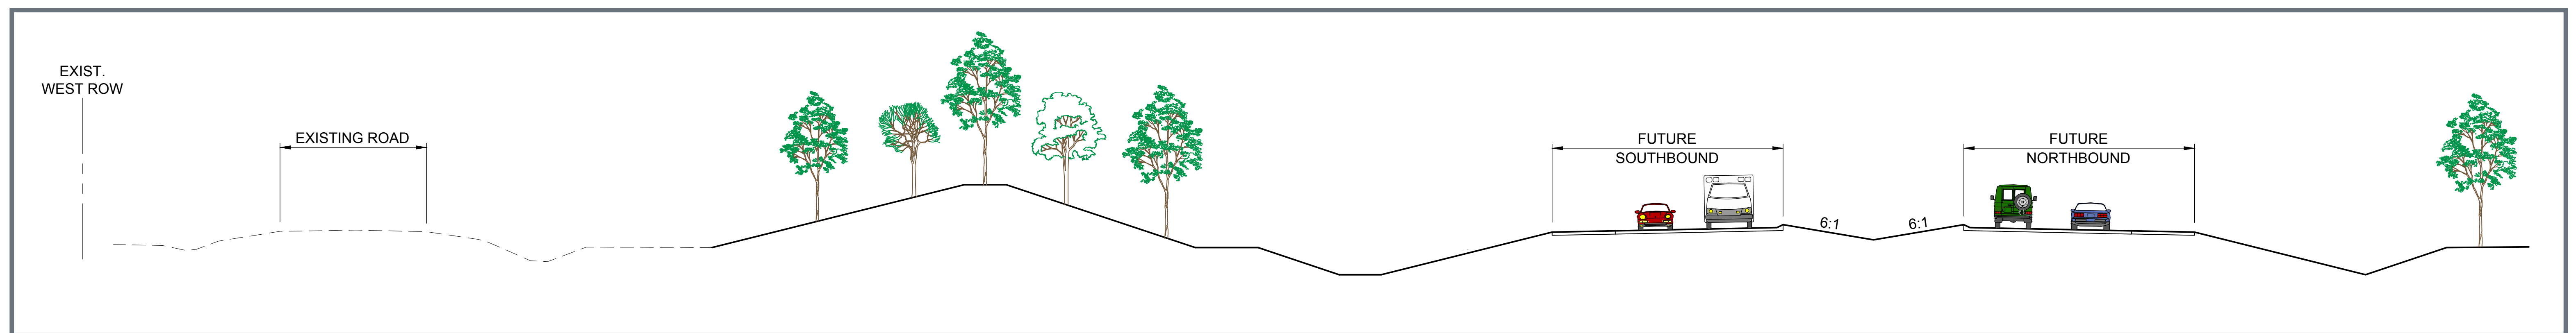 EXIST.
WEST ROW
EXISTING ROAD
FUTURE
SOUTHBOUND
6:1
6:1
FUTURE
NORTHBOUND